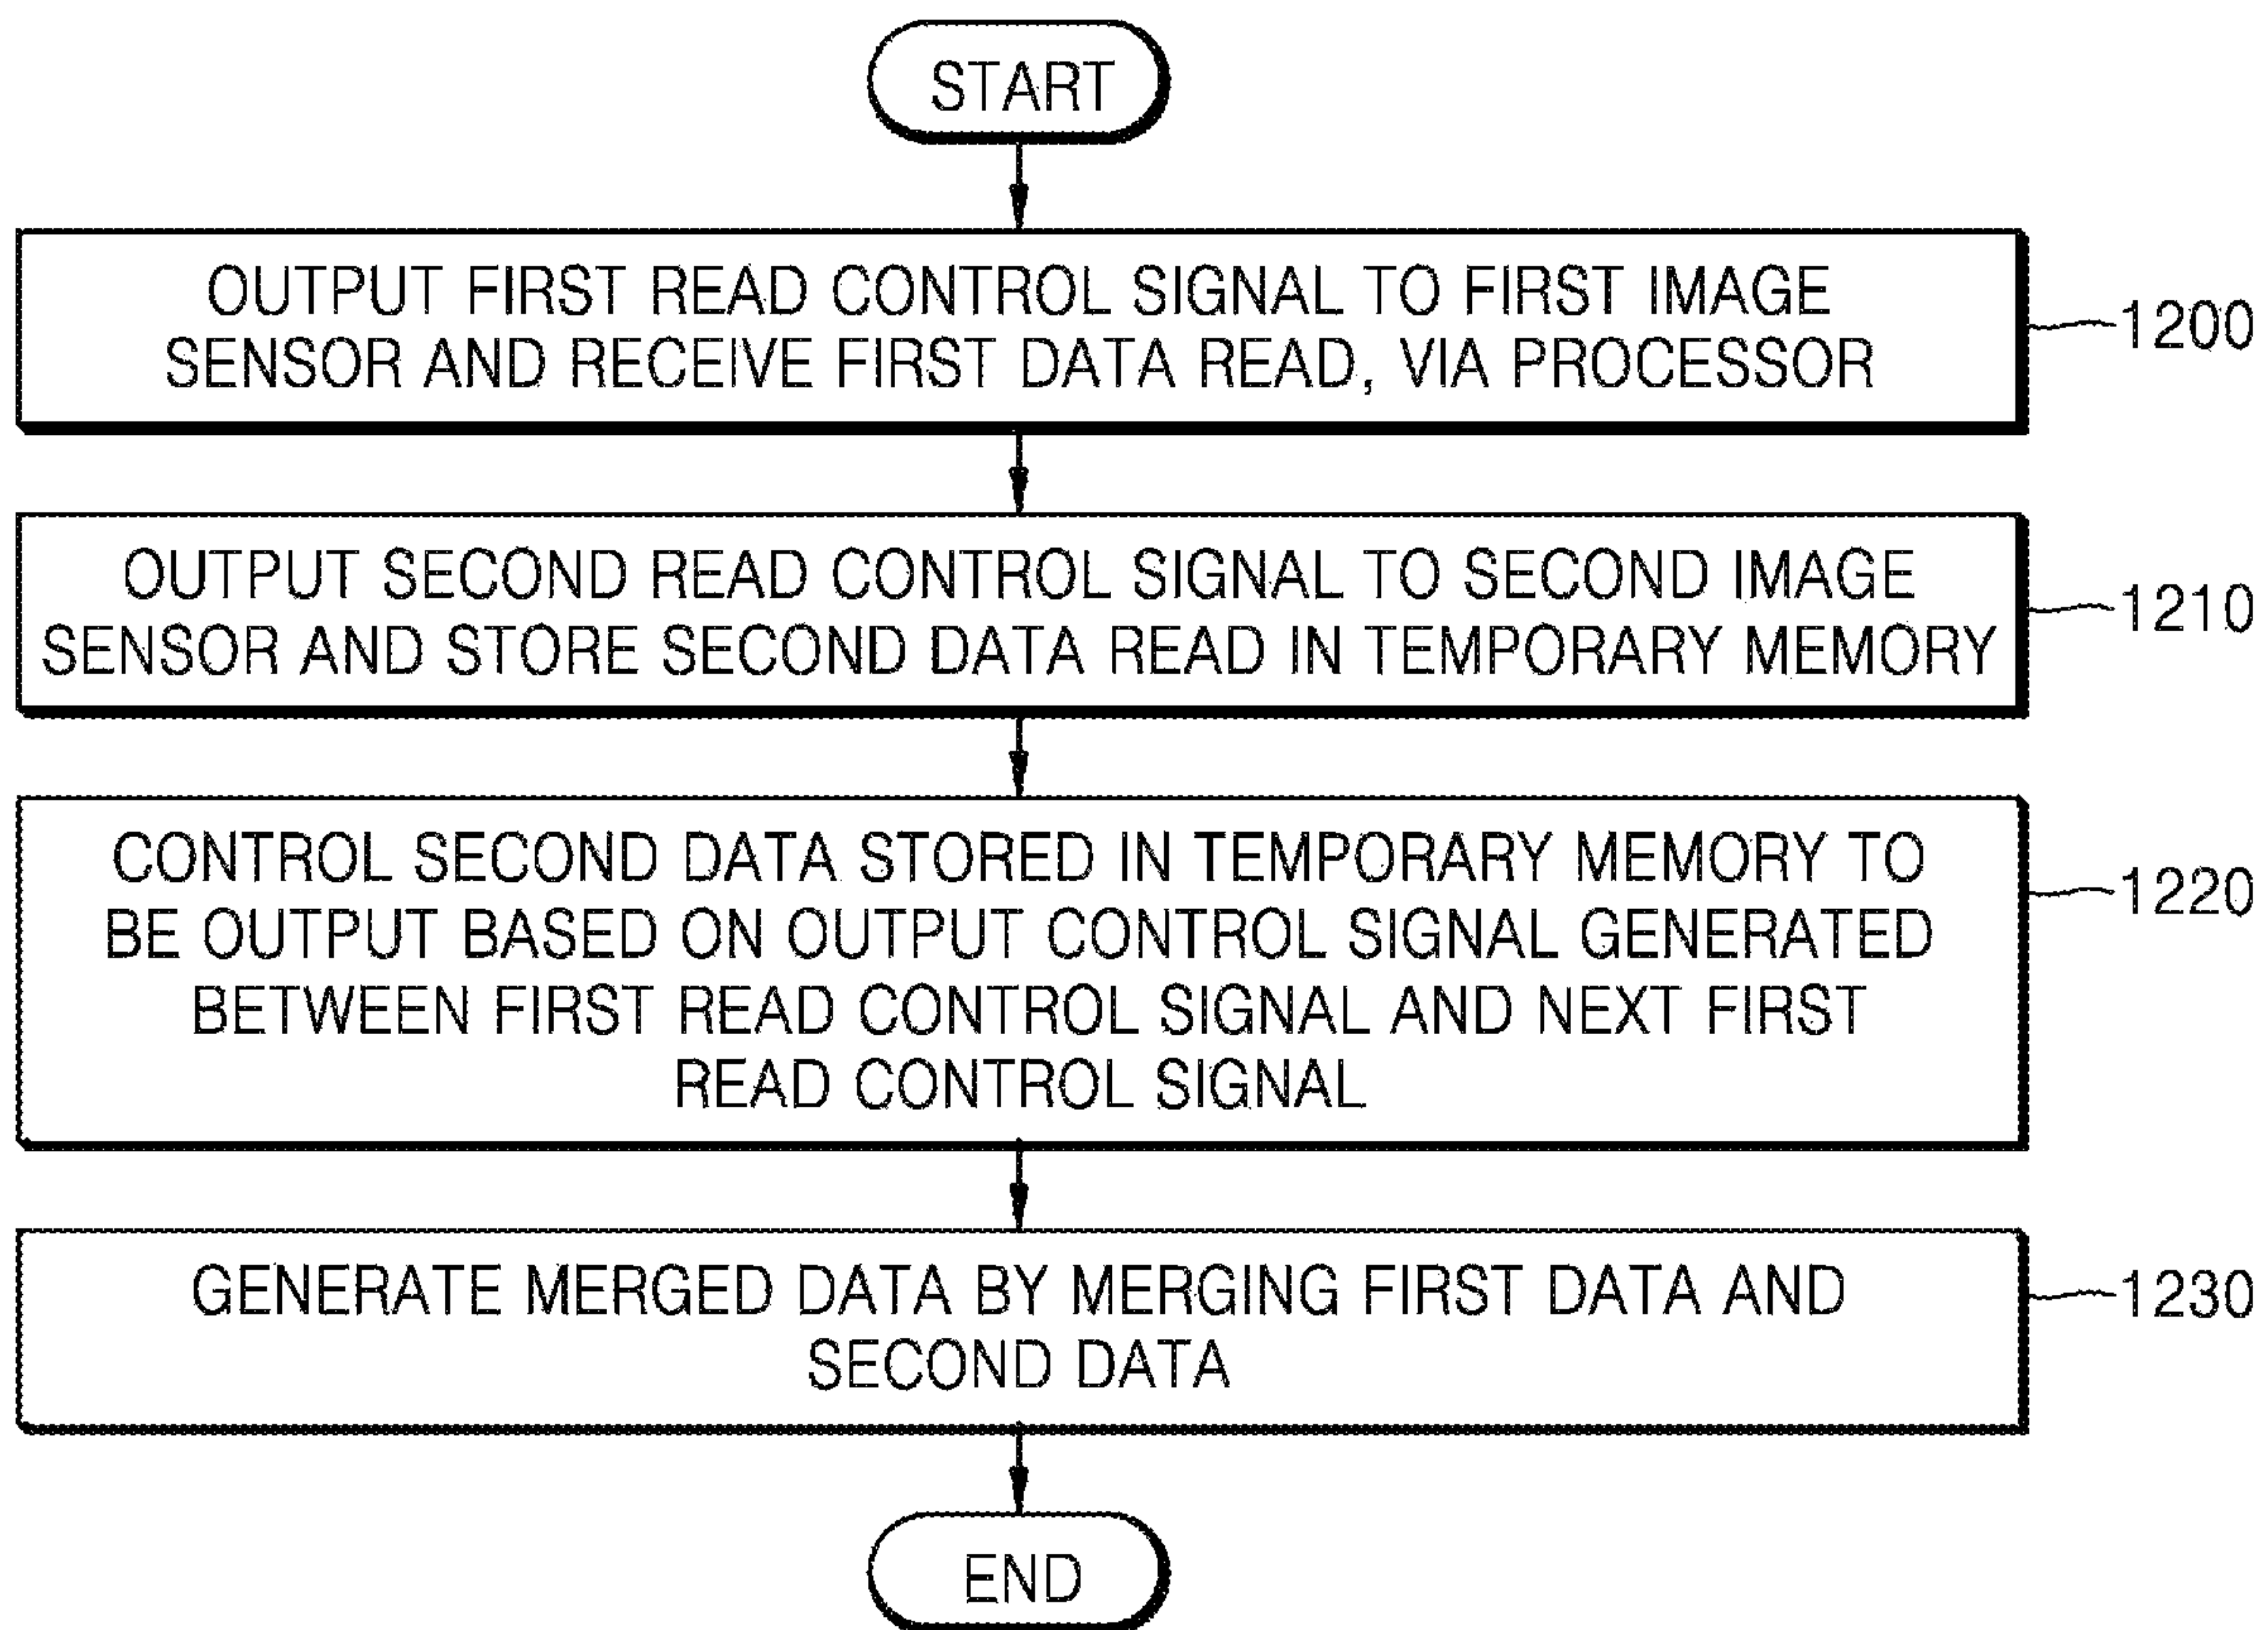 START
OUTPUT FIRST READ CONTROL SIGNAL TO FIRST IMAGE
SENSOR AND RECEIVE FIRST DATA READ, VIA PROCESSOR
1200
OUTPUT SECOND READ CONTROL SIGNAL TO SECOND IMAGE
SENSOR AND STORE SECOND DATA READ IN TEMPORARY MEMORY
1210
CONTROL SECOND DATA STORED IN TEMPORARY MEMORY TO
BE OUTPUT BASED ON OUTPUT CONTROL SIGNAL GENERATED
BETWEEN FIRST READ CONTROL SIGNAL AND NEXT FIRST
READ CONTROL SIGNAL
1220
GENERATE MERGED DATA BY MERGING FIRST DATA AND
SECOND DATA
1230
END